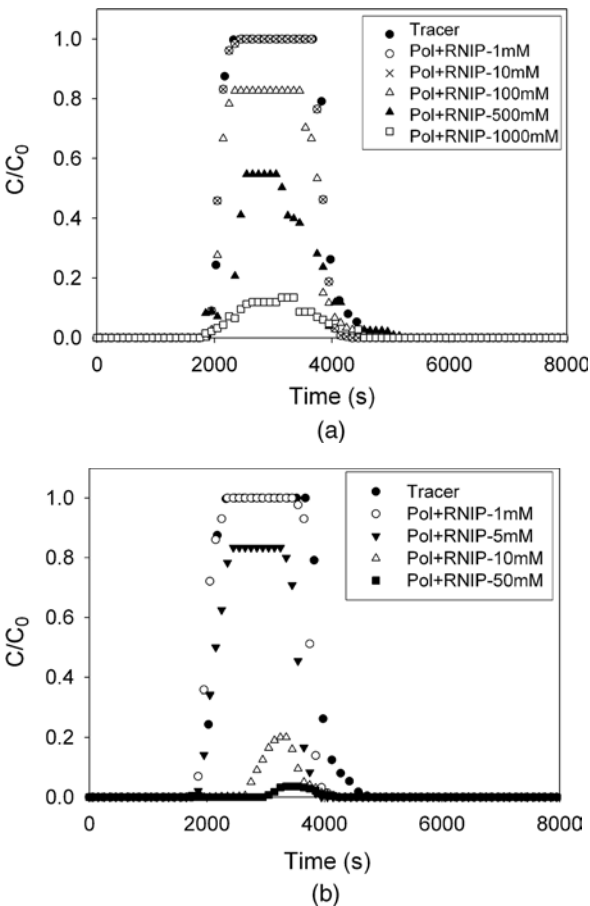 1.0
0.8
0.6
0.4
0.2
0.0
C/C0
Tracer
Pol+RNIP-1mM
Pol+RNIP-10mM
Pol+RNIP-100mM
Pol+RNIP-500mM
Pol+RNIP-1000mM
0 2000 4000 6000 8000
Time (s)
(a)
1.0
0.8
0.6
0.4
0.2
0.0
C/C0
Tracer
Pol+RNIP-1mM
Pol+RNIP-5mM
Pol+RNIP-10mM
Pol+RNIP-50mM
0 2000 4000 6000 8000
Time (s)
(b)